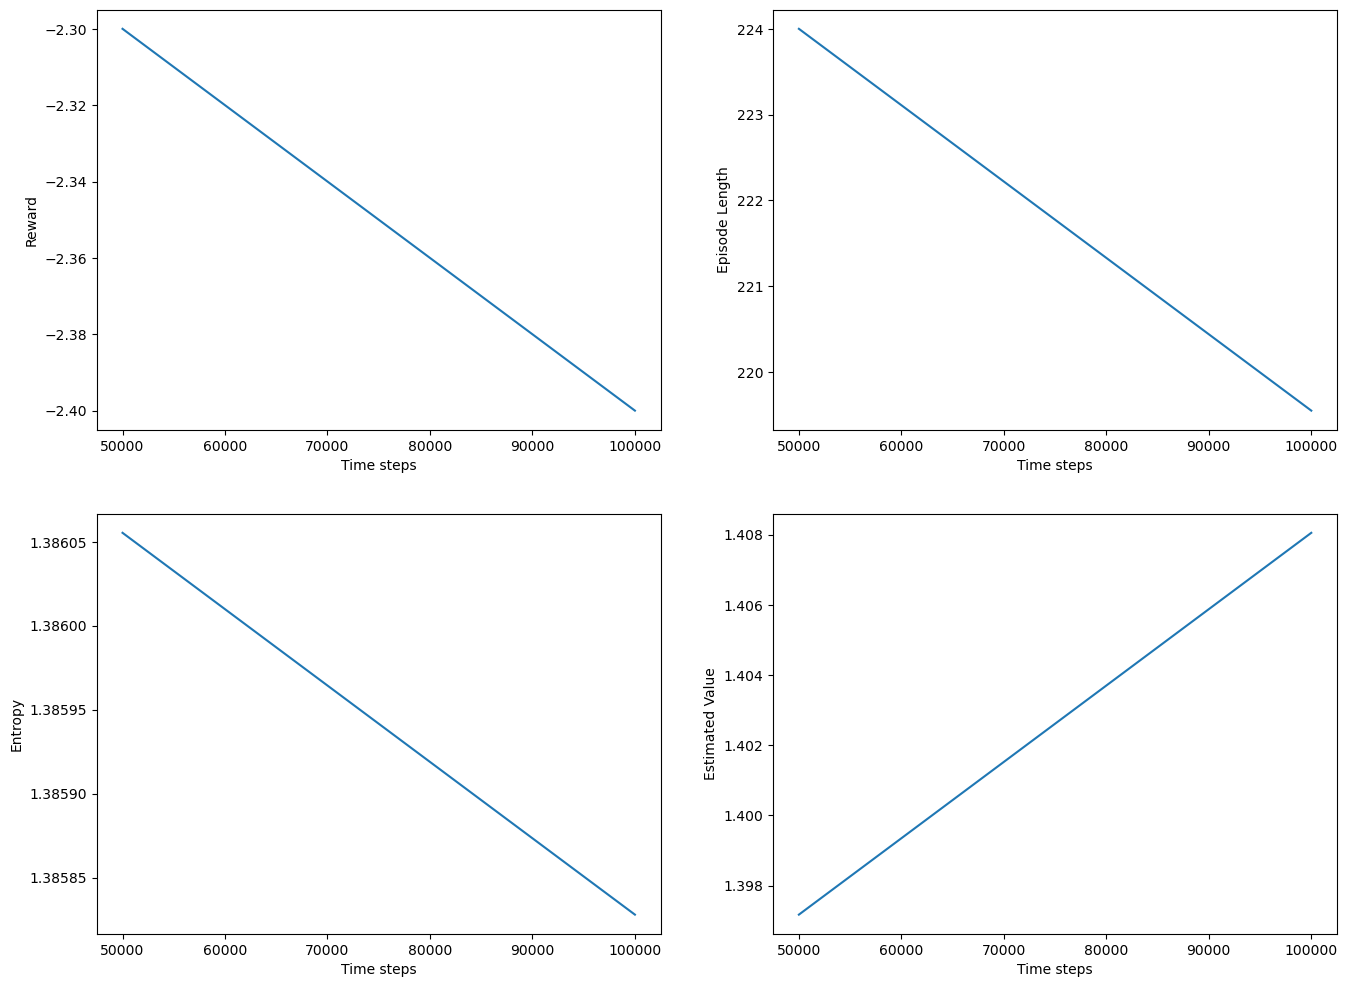 −2.30
−2.32
−2.34
−2.36
−2.38
−2.40
Reward
50000 60000 70000 80000 90000 100000
Time steps
224
223
222
221
220
Episode Length
50000 60000 70000 80000 90000 100000
Time steps
1.38605
1.38600
1.38595
1.38590
1.38585
Entropy
50000 60000 70000 80000 90000 100000
Time steps
1.408
1.406
1.404
1.402
1.400
1.398
Estimated Value
50000 60000 70000 80000 90000 100000
Time steps